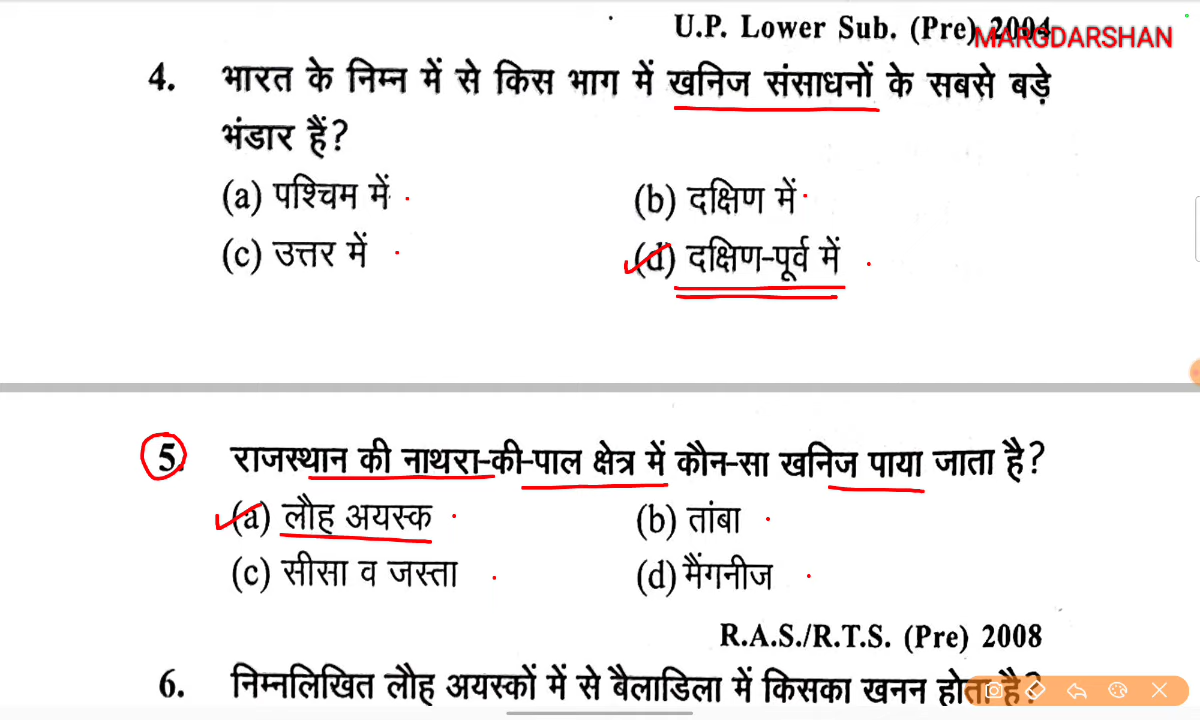 U.P. Lower Sub. (Pre) 2004
MARGDARSHAN
4. भारत के निम्न में से किस भाग में खनिज संसाधनों के सबसे बड़े
भंडार हैं?
(a) पश्चिम में (b) दक्षिण में
(c) उत्तर में (d) दक्षिण-पूर्व में
5. राजस्थान की नाथरा-की-पाल क्षेत्र में कौन-सा खनिज पाया जाता है?
(a) लौह अयस्क (b) तांबा
(c) सीसा व जस्ता (d) मैंगनीज
R.A.S./R.T.S. (Pre) 2008
6. निम्नलिखित लौह अयस्कों में से बैलाडिला में किसका खनन होता है?